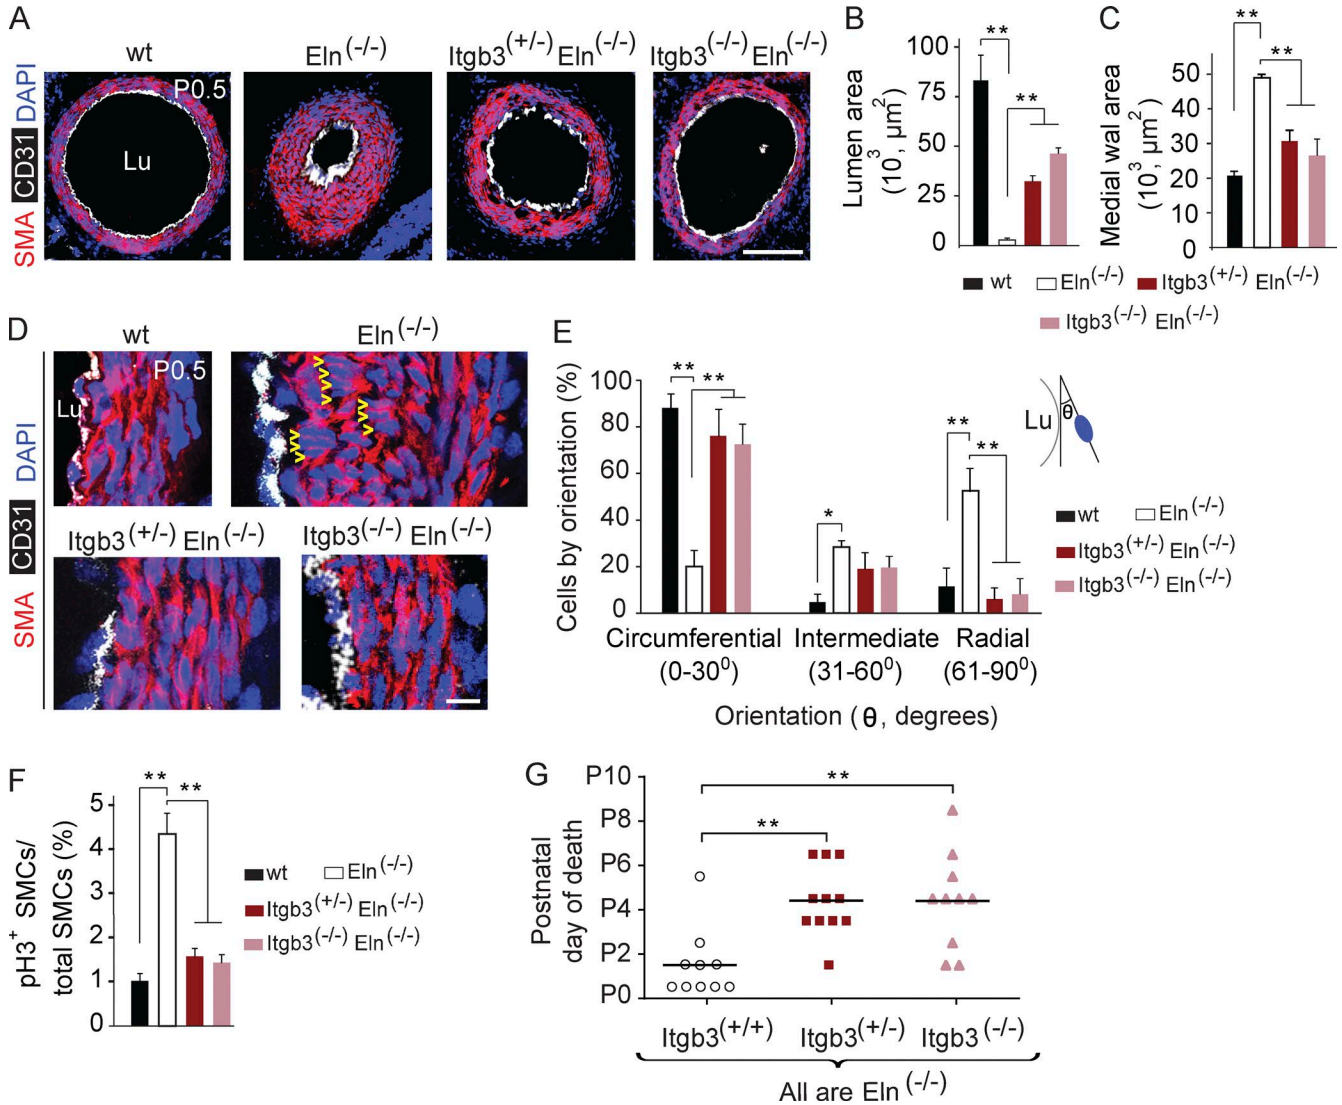 A
wt
Eln(-/-)
Itgb3(+/-) Eln(-/-)
Itgb3(-/-) Eln(-/-)
SMA CD31 DAPI
P0.5
Lu
B
Lumen area
(10³, µm²)
100
75
50
25
0
**
**
C
Medial wal area
(10³, µm²)
50
40
30
20
10
0
**
**
wt
Eln(-/-)
Itgb3(+/-) Eln(-/-)
Itgb3(-/-) Eln(-/-)
D
wt
Eln(-/-)
SMA CD31 DAPI
P0.5
Lu
Itgb3(+/-) Eln(-/-)
Itgb3(-/-) Eln(-/-)
E
Cells by orientation (%)
100
80
60
40
20
0
**
**
*
**
**
Lu
θ
wt
Eln(-/-)
Itgb3(+/-) Eln(-/-)
Itgb3(-/-) Eln(-/-)
Circumferential
(0-30⁰)
Intermediate
(31-60⁰)
Radial
(61-90⁰)
Orientation (θ, degrees)
F
pH3⁺ SMCs/
total SMCs (%)
5
4
3
2
1
0
**
**
wt
Eln(-/-)
Itgb3(+/-) Eln(-/-)
Itgb3(-/-) Eln(-/-)
G
Postnatal
day of death
P10
P8
P6
P4
P2
P0
**
**
Itgb3(+/+)
Itgb3(+/-)
Itgb3(-/-)
All are Eln(-/-)